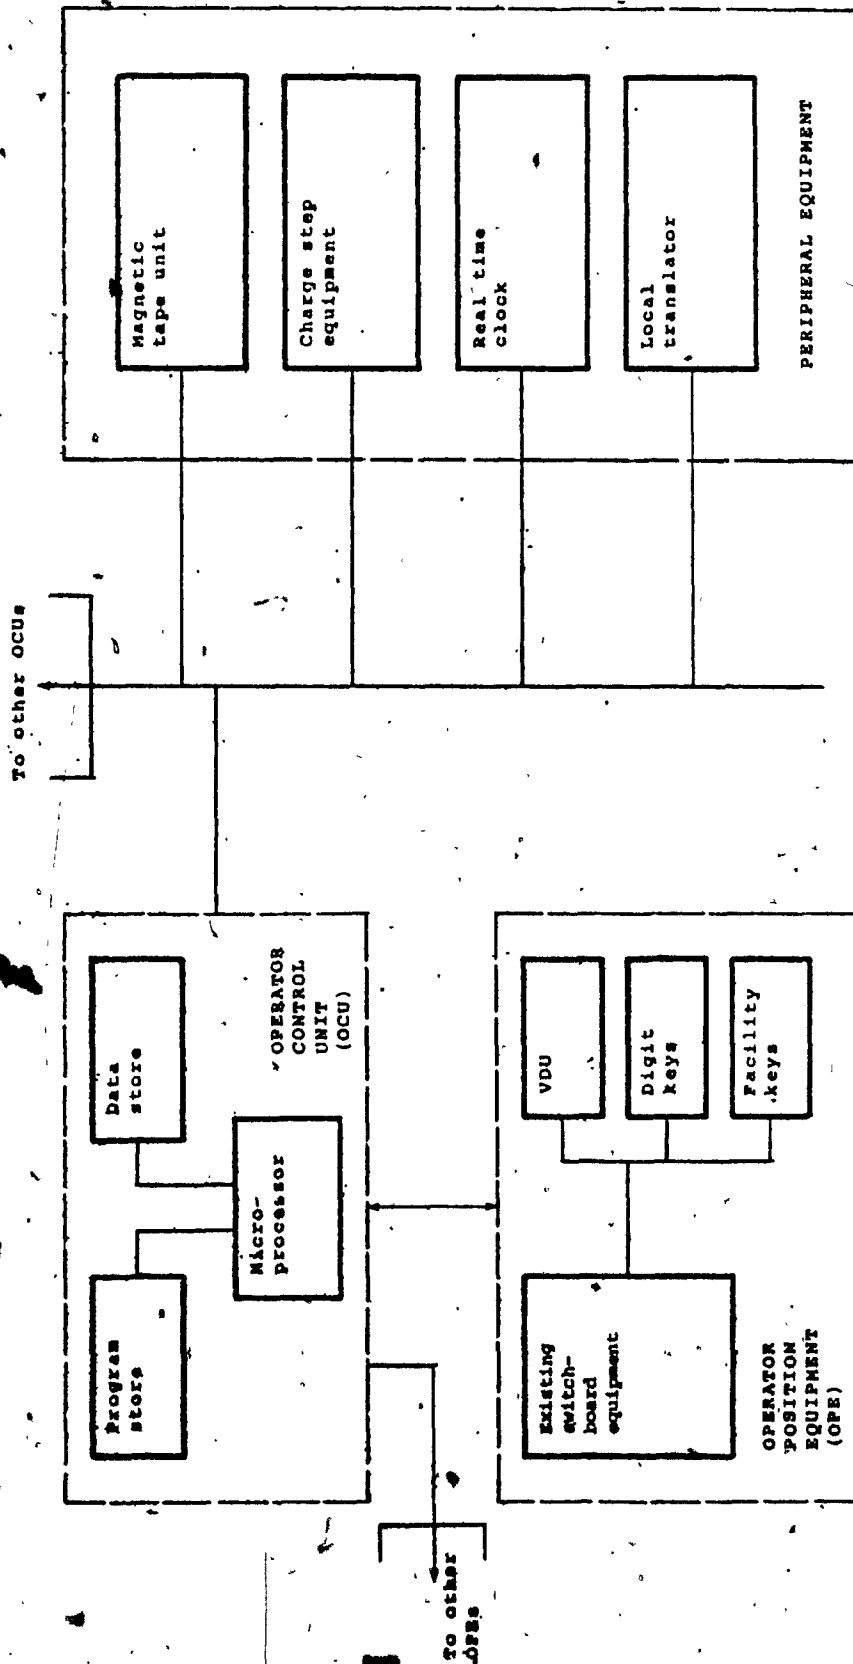 To other OCUs
Program
store
Data
store
Micro-
processor
OPERATOR
CONTROL
UNIT
(OCU)
To other
OPEs
Existing
switch-
board
equipment
VDU
Digit
keys
Facility
keys
OPERATOR
POSITION
EQUIPMENT
(OPE)
Magnetic
tape unit
Charge step
equipment
Real time
clock
Local
translator
PERIPHERAL EQUIPMENT